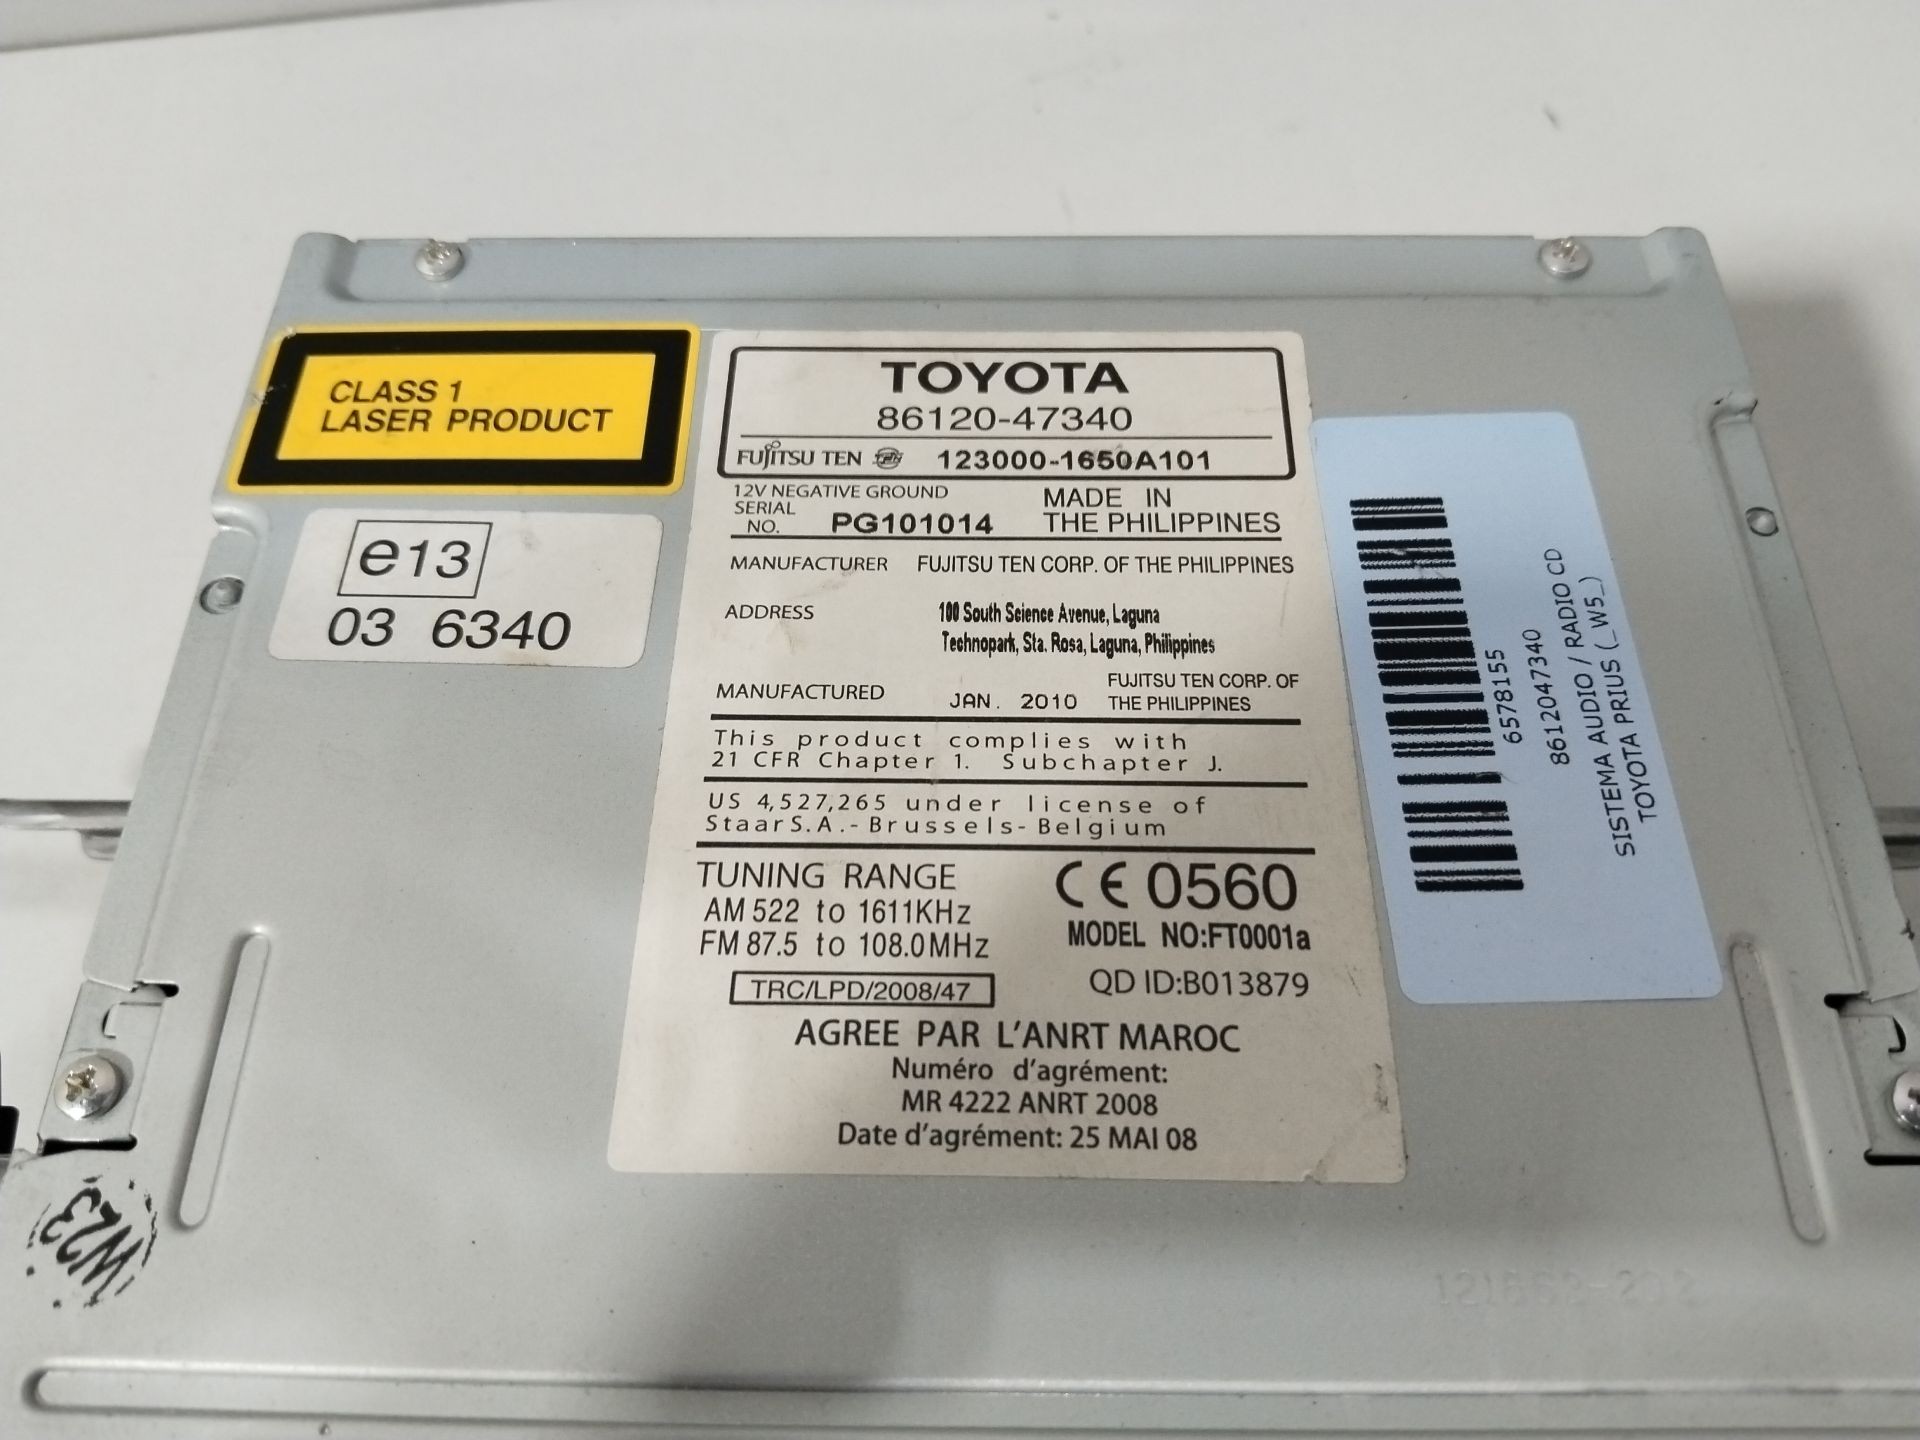 CLASS 1
LASER PRODUCT
e13
03 6340
TOYOTA
86120-47340
FUJITSU TEN TEN 123000-1650A101
12V NEGATIVE GROUND
SERIAL
NO. PG101014
MADE IN
THE PHILIPPINES
MANUFACTURER FUJITSU TEN CORP. OF THE PHILIPPINES
ADDRESS 100 South Science Avenue, Laguna
Technopark, Sta. Rosa, Laguna, Philippines
MANUFACTURED JAN. 2010 FUJITSU TEN CORP. OF
THE PHILIPPINES
This product complies with
21 CFR Chapter 1. Subchapter J.
US 4,527,265 under license of
Staar S.A.-Brussels-Belgium
TUNING RANGE
AM 522 to 1611KHz
FM 87.5 to 108.0MHz
CE 0560
MODEL NO:FT0001a
TRC/LPD/2008/47
QD ID:B013879
AGREE PAR L'ANRT MAROC
Numéro d'agrément:
MR 4222 ANRT 2008
Date d'agrément: 25 MAI 08
6578155
8612047340
SISTEMA AUDIO / RADIO CD
TOYOTA PRIUS (_W5_)
W23